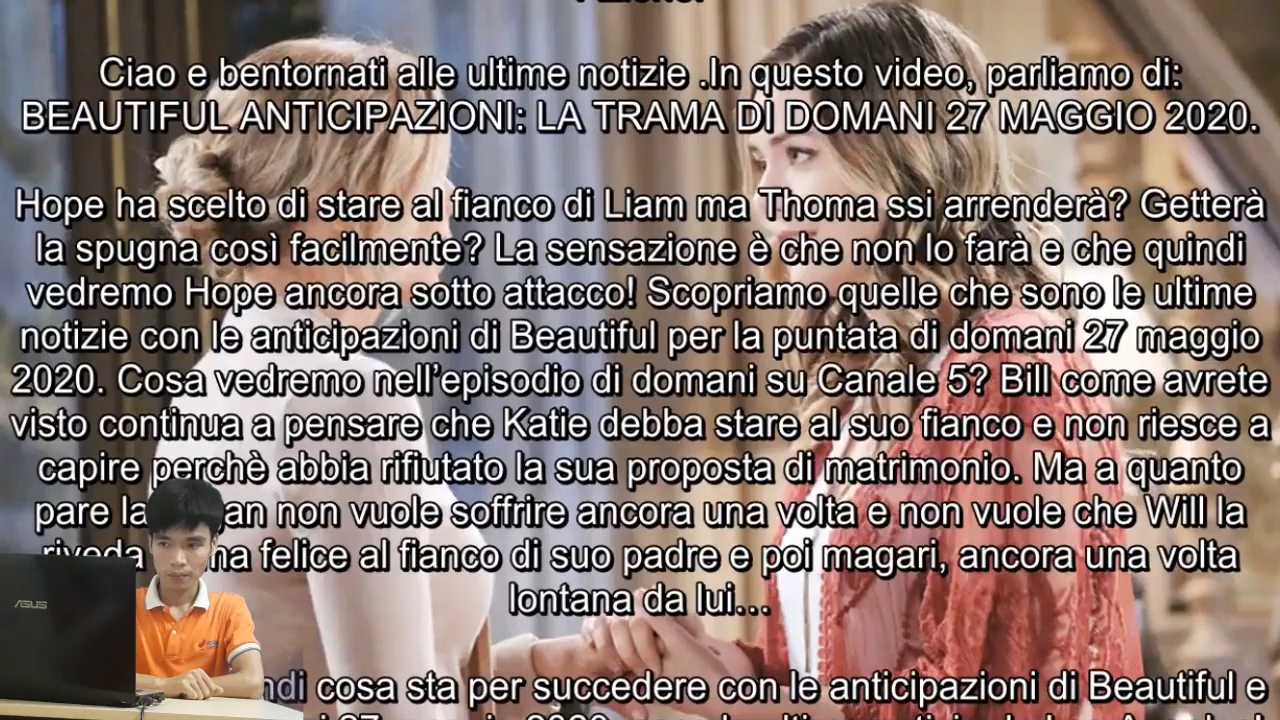 Ciao e bentornati alle ultime notizie .In questo video, parliamo di:
BEAUTIFUL ANTICIPAZIONI: LA TRAMA DI DOMANI 27 MAGGIO 2020.
Hope ha scelto di stare al fianco di Liam ma Thoma ssi arrenderà? Getterà
la spugna così facilmente? La sensazione è che non lo farà e che quindi
vedremo Hope ancora sotto attacco! Scopriamo quelle che sono le ultime
notizie con le anticipazioni di Beautiful per la puntata di domani 27 maggio
2020. Cosa vedremo nell'episodio di domani su Canale 5? Bill come avrete
visto continua a pensare che Katie debba stare al suo fianco e non riesce a
capire perchè abbia rifiutato la sua proposta di matrimonio. Ma a quanto
pare la an non vuole soffrire ancora una volta e non vuole che Will la
riveda felice al fianco di suo padre e poi magari, ancora una volta
lontana da lui...
ASUS
cosa sta per succedere con le anticipazioni di Beautiful e